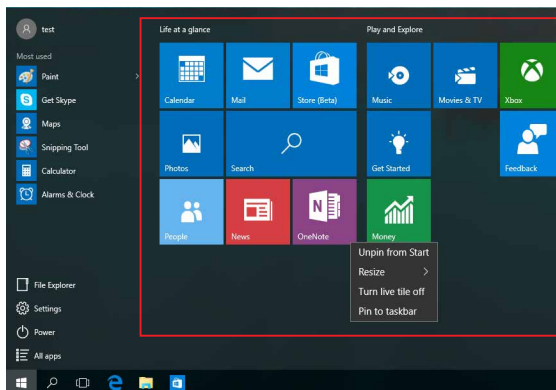 test
Most used
Paint
Get Skype
Maps
Snipping Tool
Calculator
Alarms & Clock
File Explorer
Settings
Power
All apps
Life at a glance
Calendar
Mail
Store (Beta)
Photos
Search
People
News
OneNote
Play and Explore
Music
Movies & TV
Xbox
Get Started
Feedback
Money
Unpin from Start
Resize
Turn live tile off
Pin to taskbar